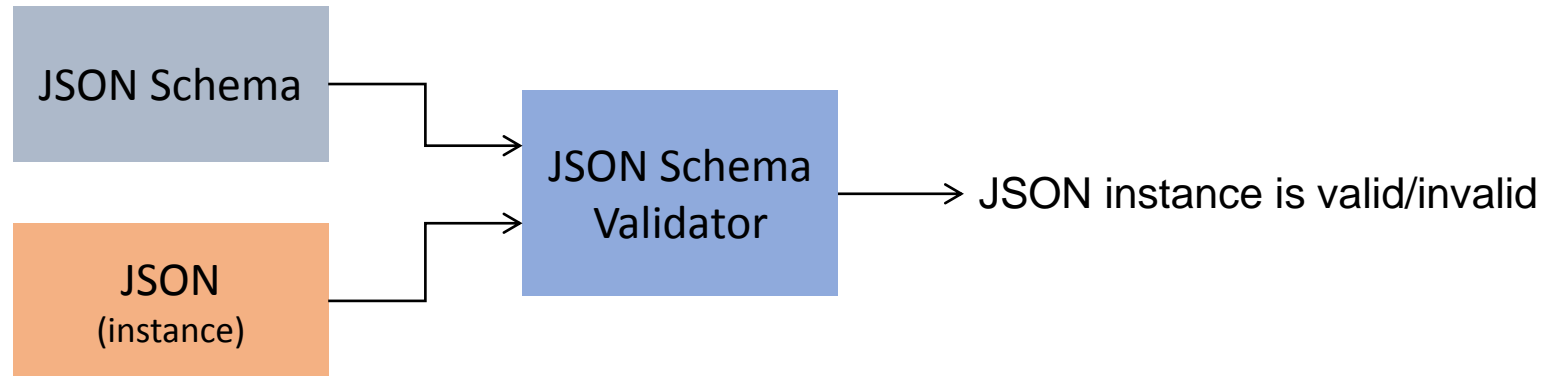 JSON Schema
JSON
(instance)
JSON Schema
Validator
JSON instance is valid/invalid